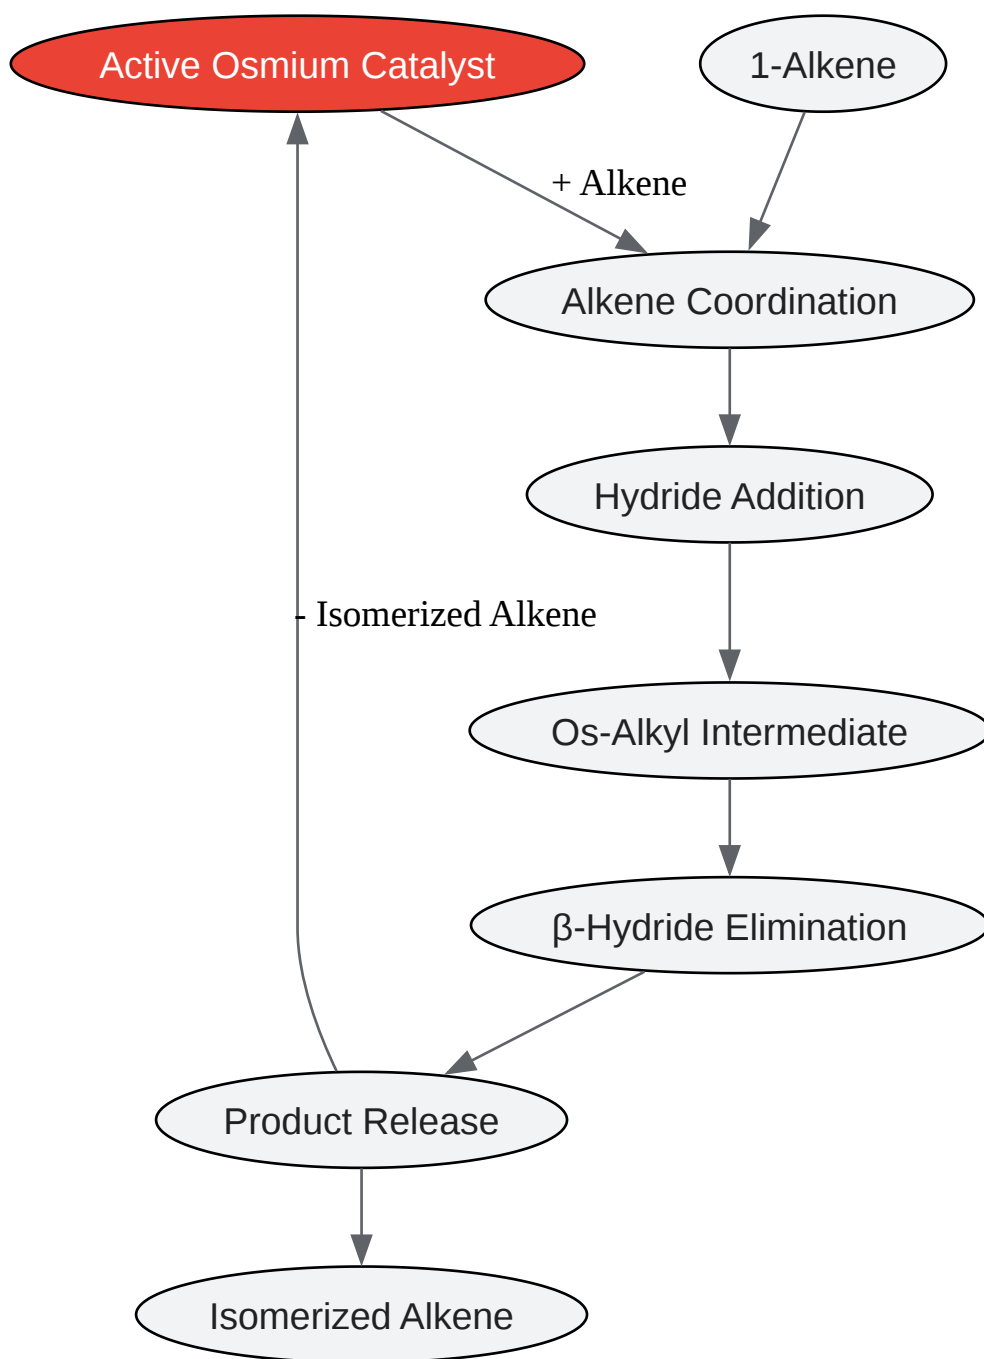 Active Osmium Catalyst
1-Alkene
+ Alkene
Alkene Coordination
Hydride Addition
- Isomerized Alkene
Os-Alkyl Intermediate
β-Hydride Elimination
Product Release
Isomerized Alkene